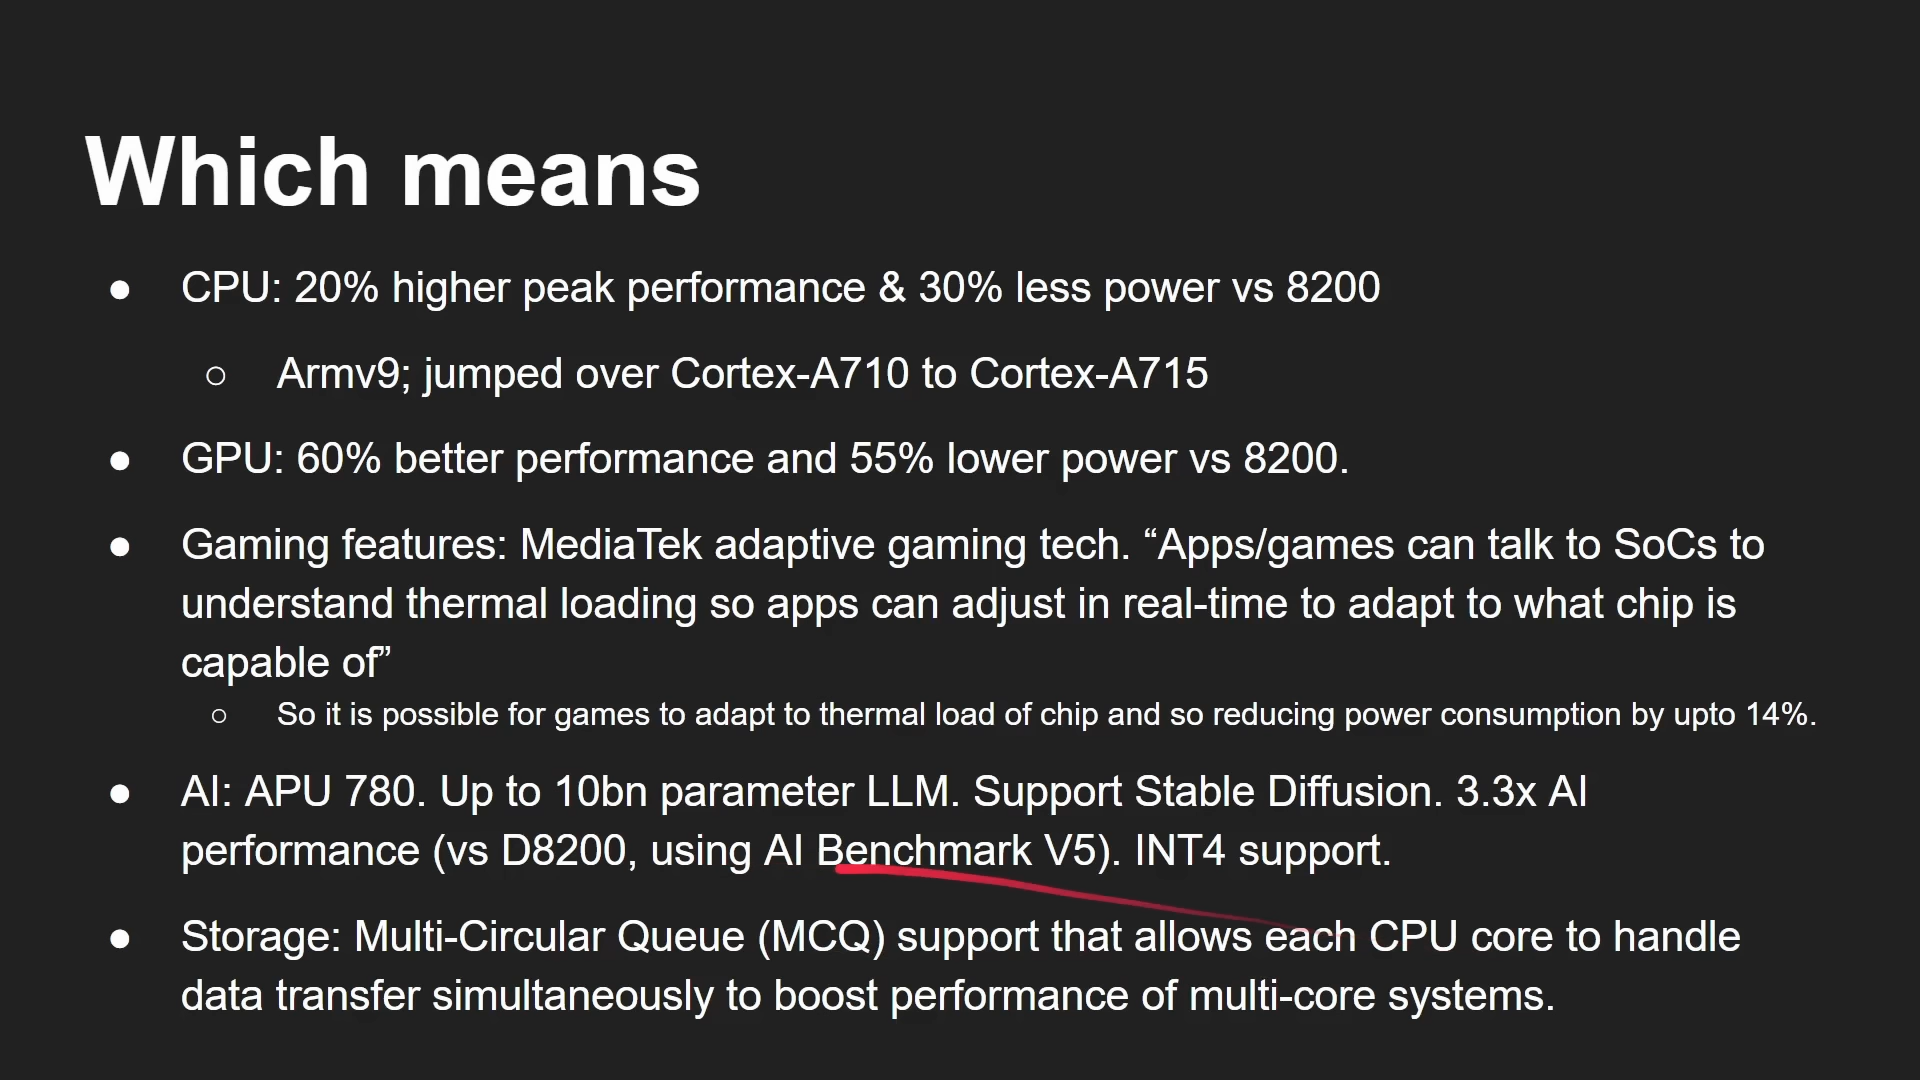 Which means
● CPU: 20% higher peak performance & 30% less power vs 8200
○ Armv9; jumped over Cortex-A710 to Cortex-A715
● GPU: 60% better performance and 55% lower power vs 8200.
● Gaming features: MediaTek adaptive gaming tech. “Apps/games can talk to SoCs to
understand thermal loading so apps can adjust in real-time to adapt to what chip is
capable of”
○ So it is possible for games to adapt to thermal load of chip and so reducing power consumption by upto 14%.
● AI: APU 780. Up to 10bn parameter LLM. Support Stable Diffusion. 3.3x AI
performance (vs D8200, using AI Benchmark V5). INT4 support.
● Storage: Multi-Circular Queue (MCQ) support that allows each CPU core to handle
data transfer simultaneously to boost performance of multi-core systems.